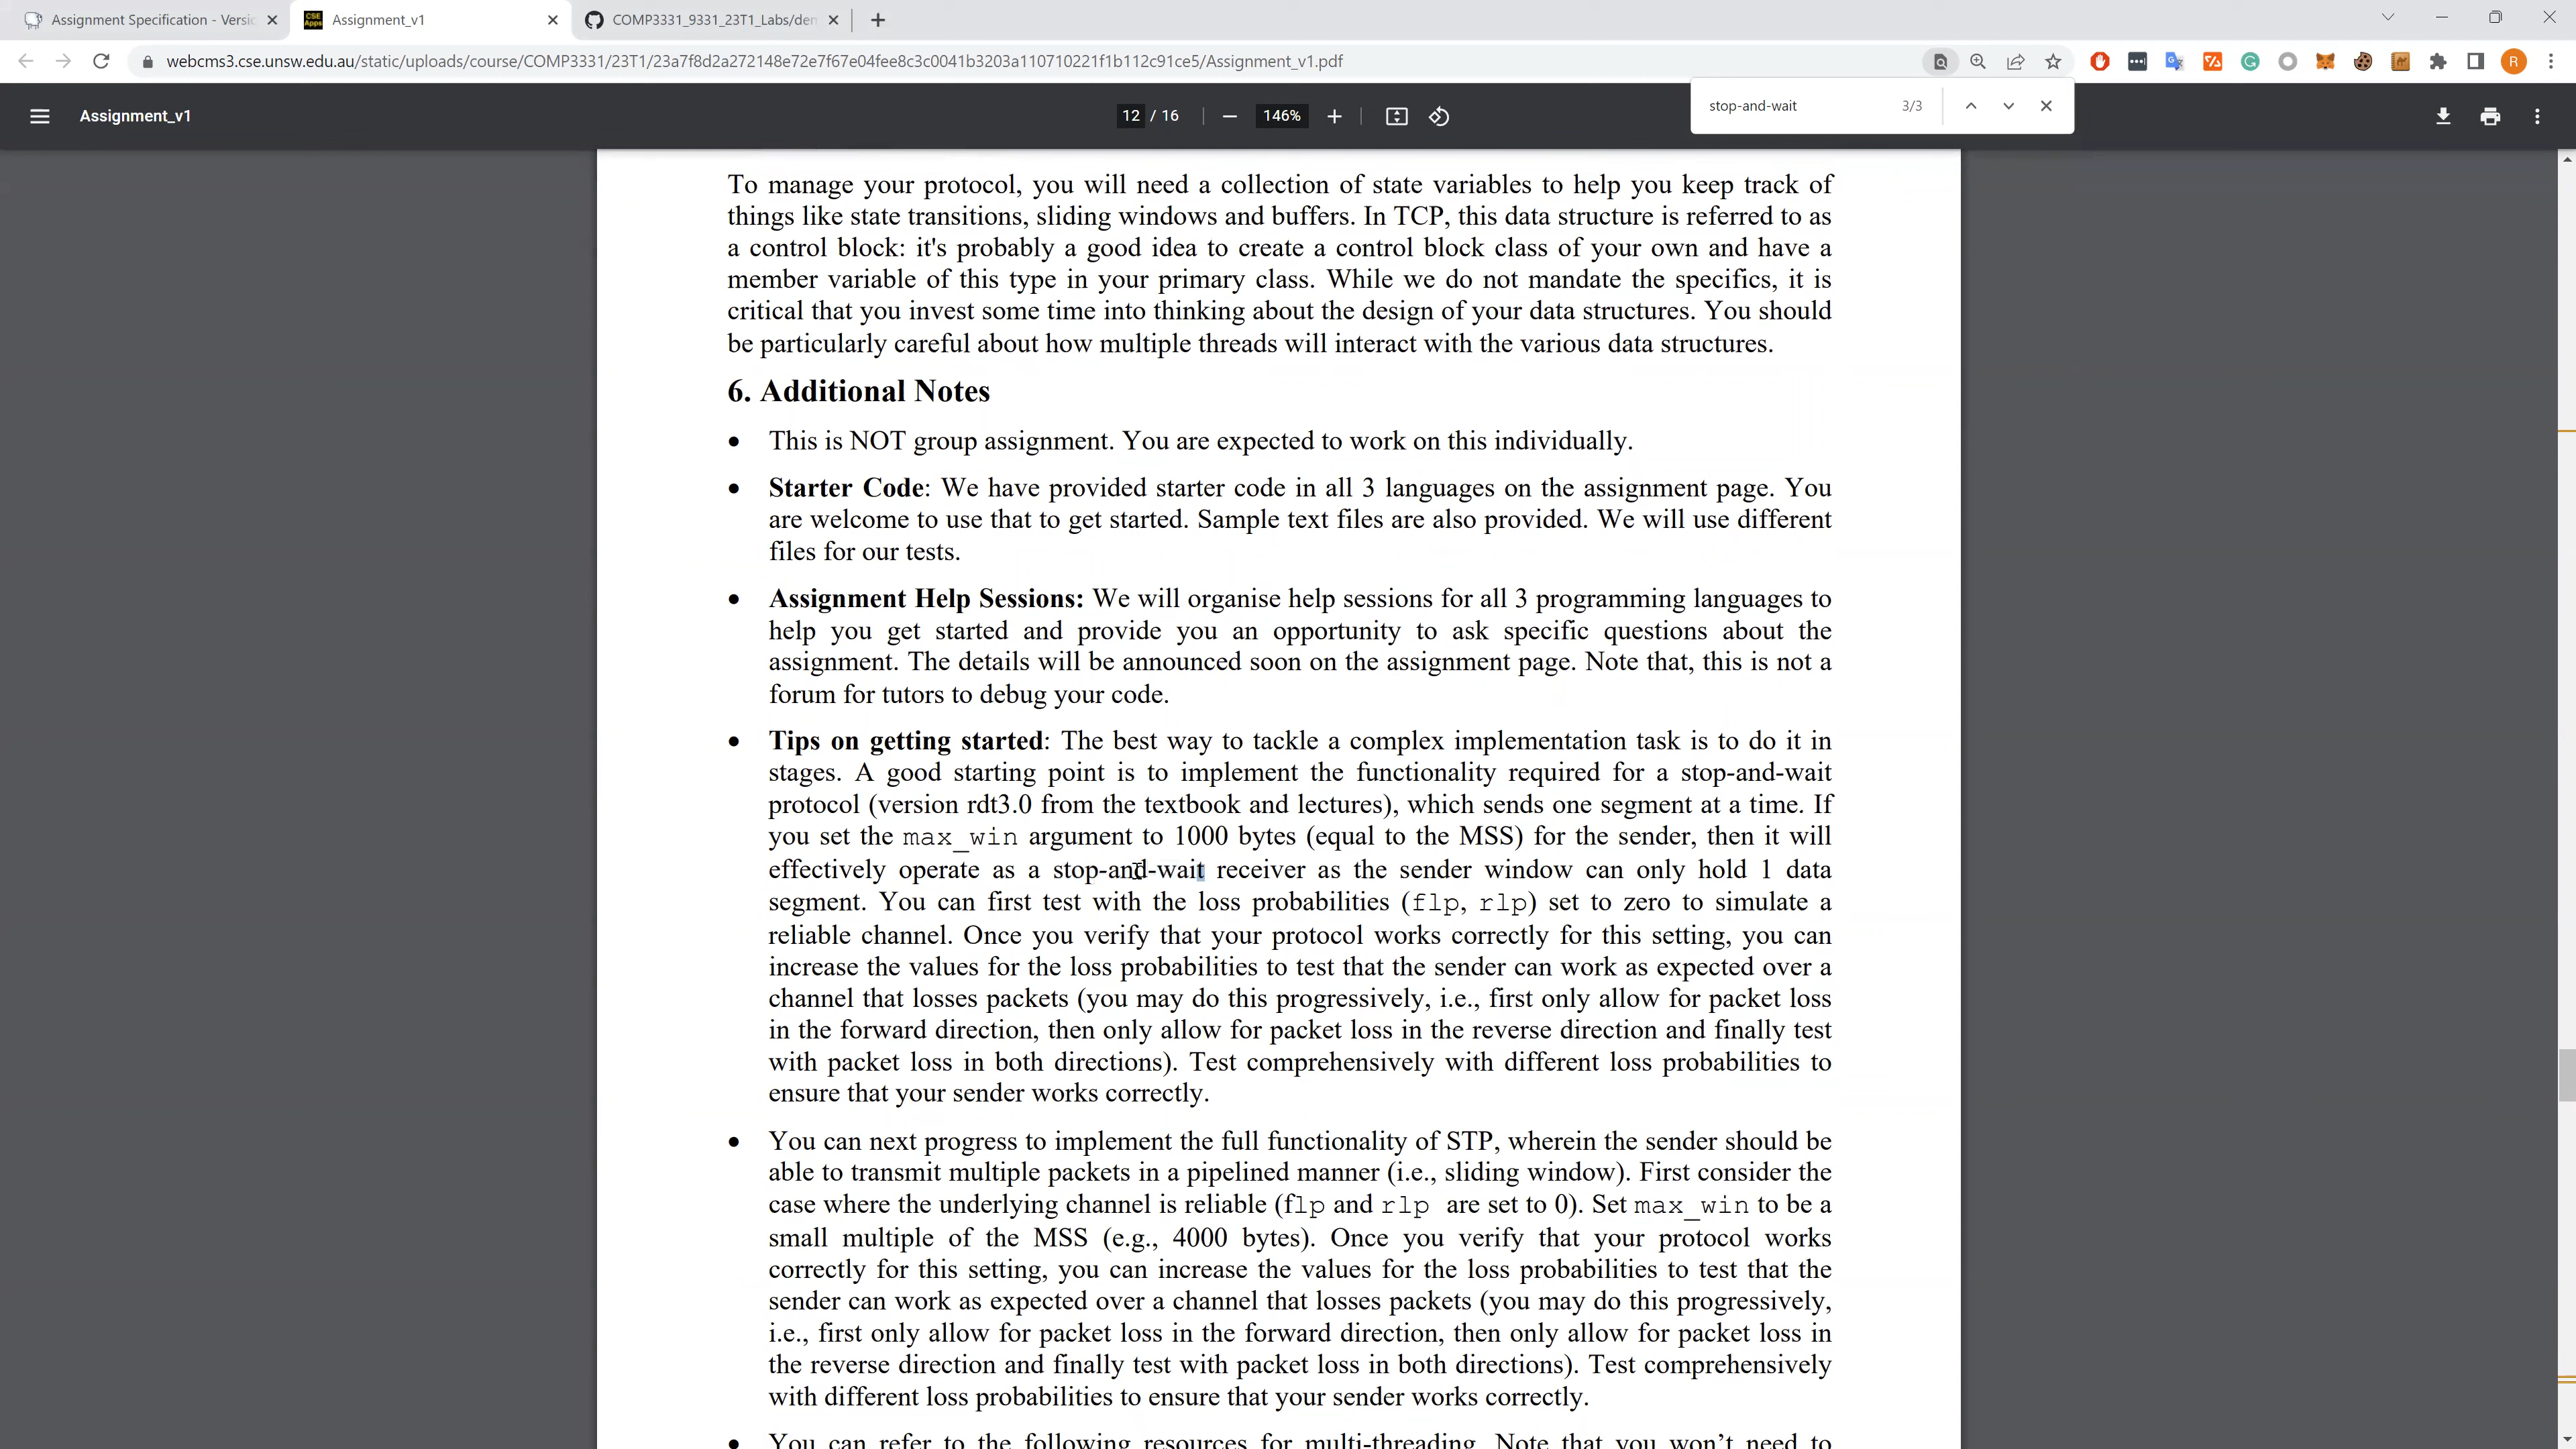 Assignment Specification - Versic
Assignment_v1
COMP3331_9331_23T1_Labs/den
webcms3.cse.unsw.edu.au/static/uploads/course/COMP3331/23T1/23a7f8d2a272148e72e7f67e04fee8c3c0041b3203a110710221f1b112c91ce5/Assignment_v1.pdf
R
stop-and-wait 3/3
Assignment_v1
12 / 16
146%
To manage your protocol, you will need a collection of state variables to help you keep track of
things like state transitions, sliding windows and buffers. In TCP, this data structure is referred to as
a control block: it's probably a good idea to create a control block class of your own and have a
member variable of this type in your primary class. While we do not mandate the specifics, it is
critical that you invest some time into thinking about the design of your data structures. You should
be particularly careful about how multiple threads will interact with the various data structures.
6. Additional Notes
• This is NOT group assignment. You are expected to work on this individually.
• Starter Code: We have provided starter code in all 3 languages on the assignment page. You
are welcome to use that to get started. Sample text files are also provided. We will use different
files for our tests.
• Assignment Help Sessions: We will organise help sessions for all 3 programming languages to
help you get started and provide you an opportunity to ask specific questions about the
assignment. The details will be announced soon on the assignment page. Note that, this is not a
forum for tutors to debug your code.
• Tips on getting started: The best way to tackle a complex implementation task is to do it in
stages. A good starting point is to implement the functionality required for a stop-and-wait
protocol (version rdt3.0 from the textbook and lectures), which sends one segment at a time. If
you set the max_win argument to 1000 bytes (equal to the MSS) for the sender, then it will
effectively operate as a stop-and-wait receiver as the sender window can only hold 1 data
segment. You can first test with the loss probabilities (flp, rlp) set to zero to simulate a
reliable channel. Once you verify that your protocol works correctly for this setting, you can
increase the values for the loss probabilities to test that the sender can work as expected over a
channel that losses packets (you may do this progressively, i.e., first only allow for packet loss
in the forward direction, then only allow for packet loss in the reverse direction and finally test
with packet loss in both directions). Test comprehensively with different loss probabilities to
ensure that your sender works correctly.
• You can next progress to implement the full functionality of STP, wherein the sender should be
able to transmit multiple packets in a pipelined manner (i.e., sliding window). First consider the
case where the underlying channel is reliable (flp and rlp are set to 0). Set max_win to be a
small multiple of the MSS (e.g., 4000 bytes). Once you verify that your protocol works
correctly for this setting, you can increase the values for the loss probabilities to test that the
sender can work as expected over a channel that losses packets (you may do this progressively,
i.e., first only allow for packet loss in the forward direction, then only allow for packet loss in
the reverse direction and finally test with packet loss in both directions). Test comprehensively
with different loss probabilities to ensure that your sender works correctly.
• You can refer to the following resources for multi-threading. Note that you won't need to